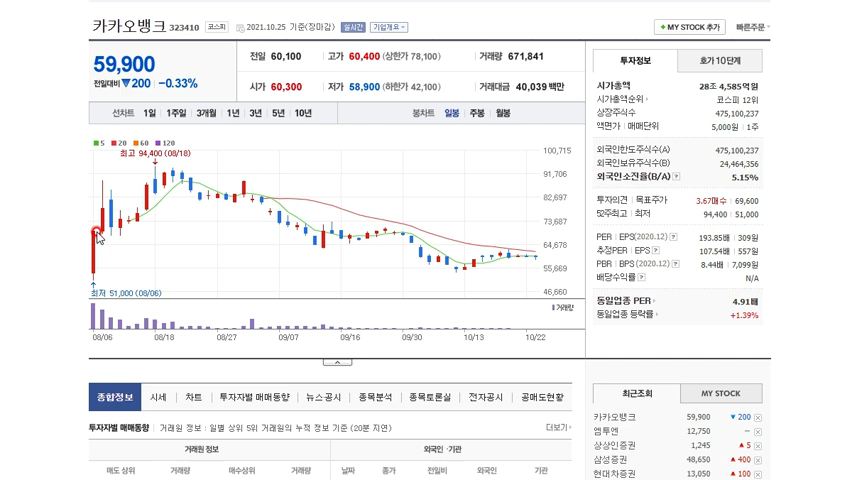 카카오뱅크 323410 코스피 2021.10.25 기준(장마감) 실시간 기업개요
+ MY STOCK 추가 빠른주문
59,900
전일대비 ▼200 -0.33%
전일 60,100 고가 60,400 (상한가 78,100) 거래량 671,841
시가 60,300 저가 58,900 (하한가 42,100) 거래대금 40,039 백만
선차트 1일 1주일 3개월 1년 3년 5년 10년 봉차트 일봉 주봉 월봉
5 20 60 120
최고 94,400 (08/18)
100,715
91,706
82,697
73,687
64,678
55,669
46,660
최저 51,000 (08/06)
거래량
08/06 08/18 08/27 09/07 09/16 09/30 10/13 10/22
투자정보 호가 10단계
시가총액 28조 4,585억원
시가총액순위 코스피 12위
상장주식수 475,100,237
액면가 매매단위 5,000원 1주
외국인한도주식수(A) 475,100,237
외국인보유주식수(B) 24,464,356
외국인소진율(B/A) ? 5.15%
투자의견 목표주가 3.67매수 69,600
52주최고 최저 94,400 51,000
PER EPS(2020.12) ? 193.85배 309원
추정PER EPS ? 107.54배 557원
PBR BPS (2020.12) ? 8.44배 7,099원
배당수익률 ? N/A
동일업종 PER 4.91배
동일업종 등락률 +1.39%
종합정보 시세 차트 투자자별 매매동향 뉴스·공시 종목분석 종목토론실 전자공시 공매도현황
투자자별 매매동향 거래원 정보 : 일별 상위 5위 거래원의 누적 정보 기준 (20분 지연) 더보기
거래원 정보 외국인·기관
매도 상위 거래량 매수상위 거래량 날짜 종가 전일비 외국인 기관
최근조회 MY STOCK
카카오뱅크 59,900 ▼ 200
엠투엔 12,750 --
상상인증권 1,245 ▲ 5
삼성증권 48,650 ▲ 400
현대차증권 13,050 ▲ 100